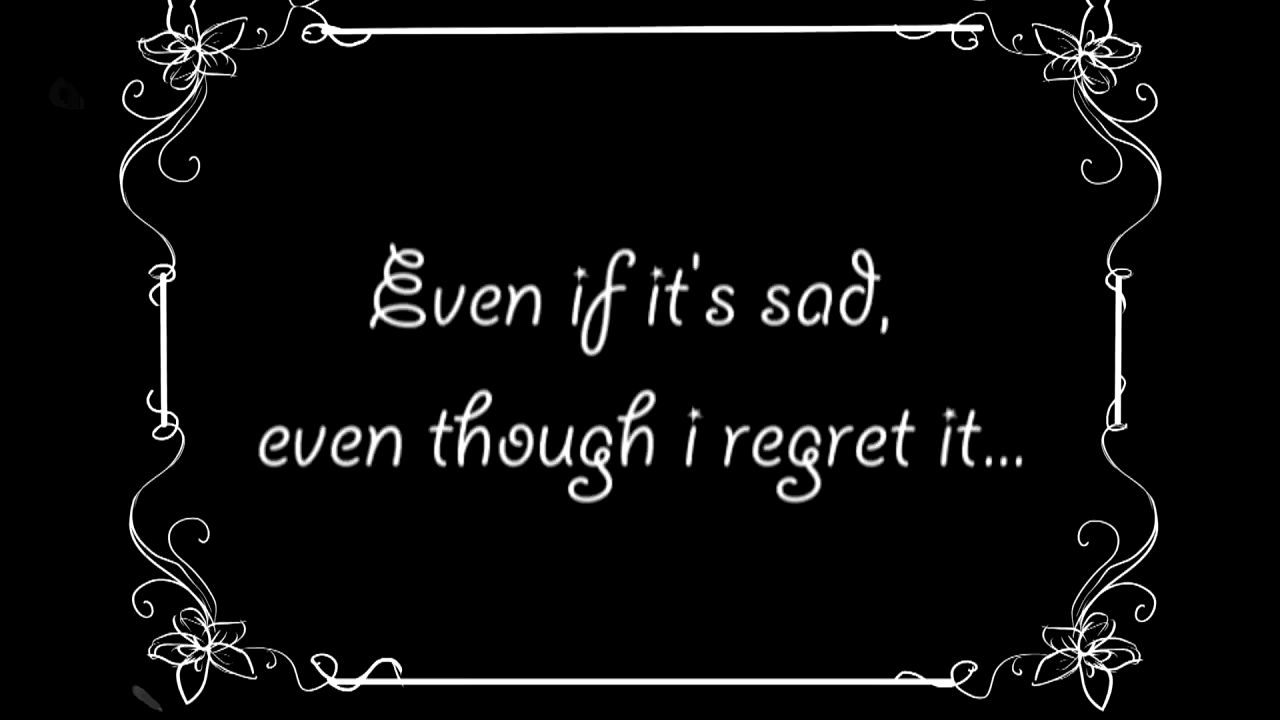 Even if it's sad,
even though i regret it...